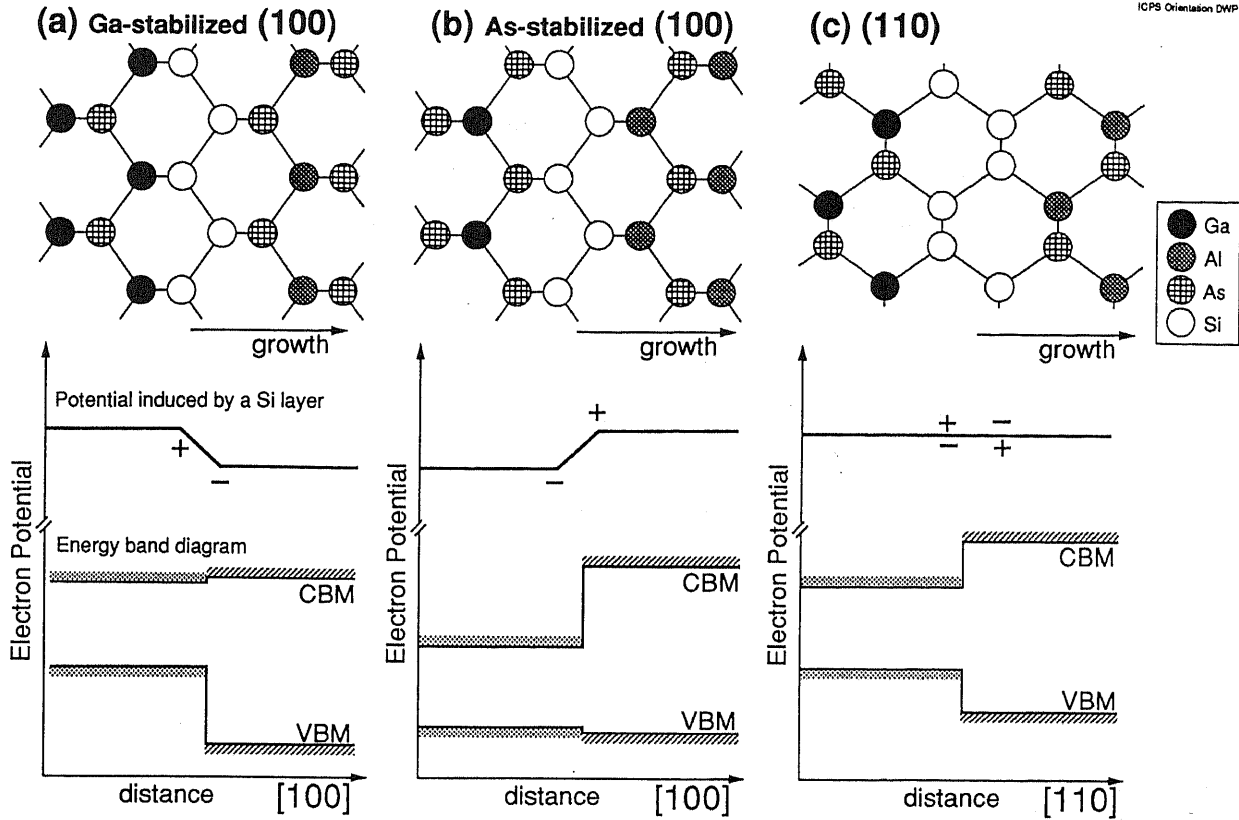 ICPS Orientation DWP
(a) Ga-stabilized (100)
(b) As-stabilized (100)
(c) (110)
growth
growth
growth
Ga
Al
As
Si
Electron Potential
Potential induced by a Si layer
+
−
Energy band diagram
CBM
VBM
distance [100]
Electron Potential
+
−
CBM
VBM
distance [100]
Electron Potential
+ −
− +
CBM
VBM
distance [110]